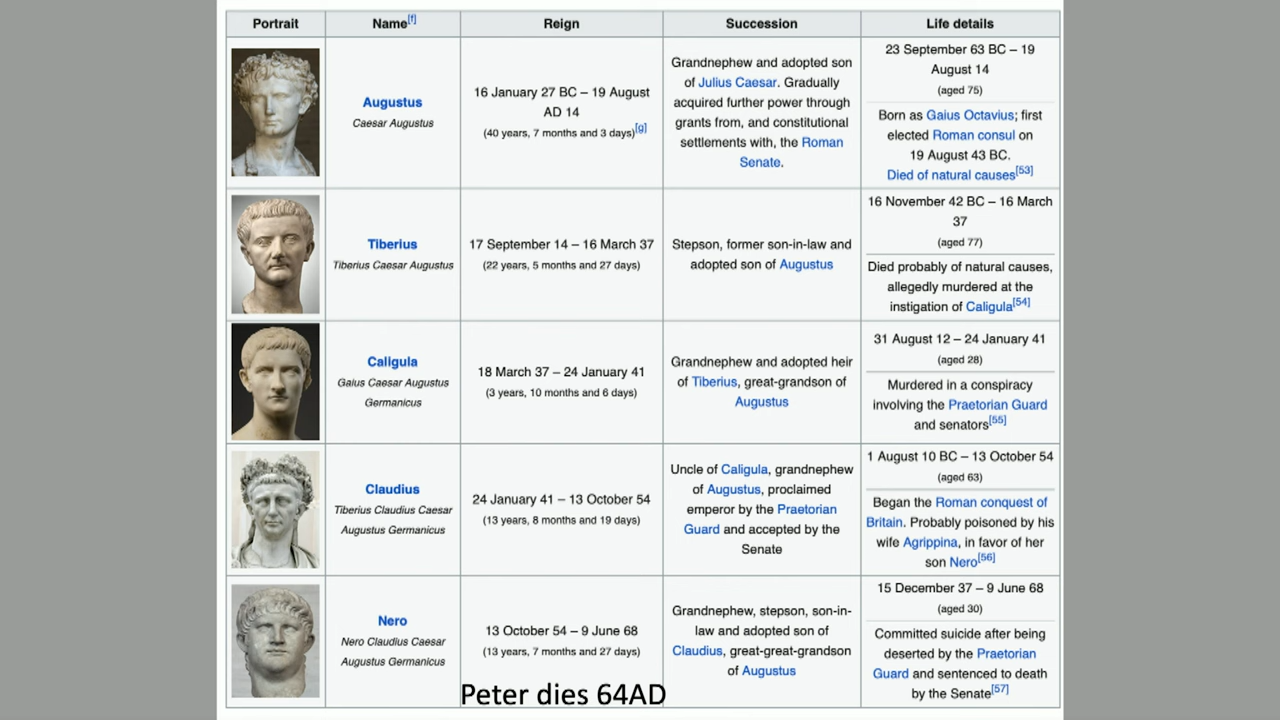 Portrait
Name[f]
Reign
Succession
Life details
Augustus
Caesar Augustus
16 January 27 BC – 19 August
AD 14
(40 years, 7 months and 3 days)[g]
Grandnephew and adopted son
of Julius Caesar. Gradually
acquired further power through
grants from, and constitutional
settlements with, the Roman
Senate.
23 September 63 BC – 19
August 14
(aged 75)
Born as Gaius Octavius; first
elected Roman consul on
19 August 43 BC.
Died of natural causes[53]
Tiberius
Tiberius Caesar Augustus
17 September 14 – 16 March 37
(22 years, 5 months and 27 days)
Stepson, former son-in-law and
adopted son of Augustus
16 November 42 BC – 16 March
37
(aged 77)
Died probably of natural causes,
allegedly murdered at the
instigation of Caligula[54]
Caligula
Gaius Caesar Augustus
Germanicus
18 March 37 – 24 January 41
(3 years, 10 months and 6 days)
Grandnephew and adopted heir
of Tiberius, great-grandson of
Augustus
31 August 12 – 24 January 41
(aged 28)
Murdered in a conspiracy
involving the Praetorian Guard
and senators[55]
Claudius
Tiberius Claudius Caesar
Augustus Germanicus
24 January 41 – 13 October 54
(13 years, 8 months and 19 days)
Uncle of Caligula, grandnephew
of Augustus, proclaimed
emperor by the Praetorian
Guard and accepted by the
Senate
1 August 10 BC – 13 October 54
(aged 63)
Began the Roman conquest of
Britain. Probably poisoned by his
wife Agrippina, in favor of her
son Nero[56]
Nero
Nero Claudius Caesar
Augustus Germanicus
13 October 54 – 9 June 68
(13 years, 7 months and 27 days)
Grandnephew, stepson, son-in-
law and adopted son of
Claudius, great-great-grandson
of Augustus
15 December 37 – 9 June 68
(aged 30)
Committed suicide after being
deserted by the Praetorian
Guard and sentenced to death
by the Senate[57]
Peter dies 64AD